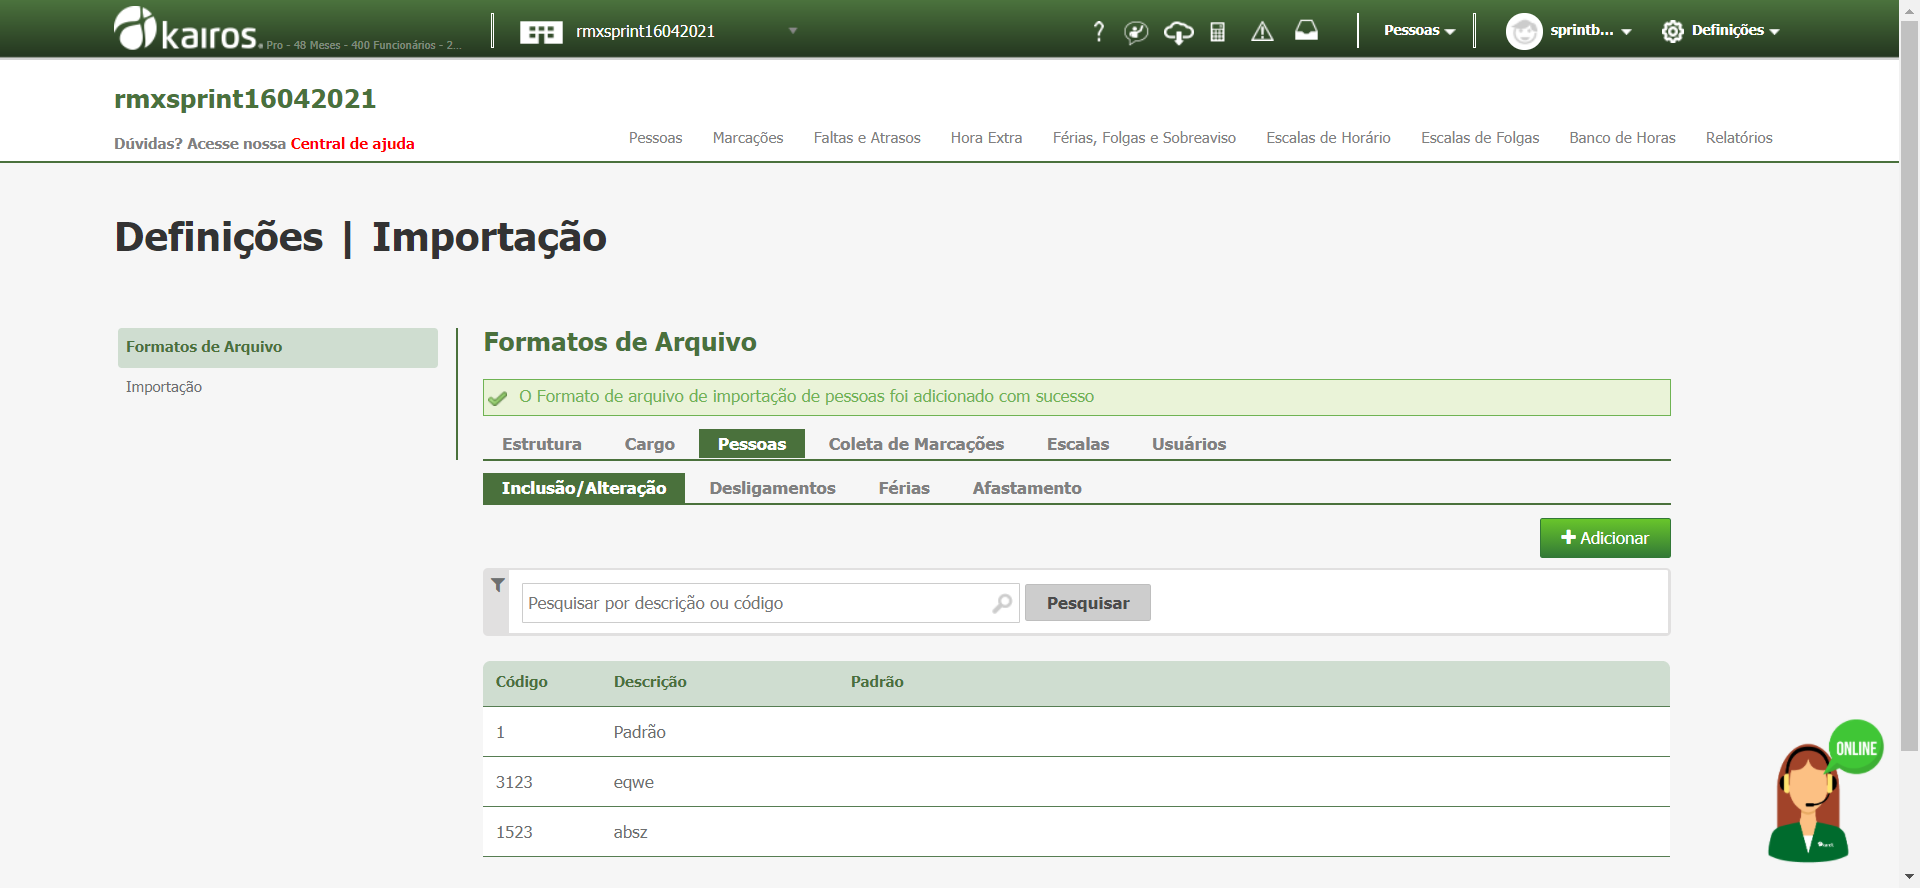 kairos. Pro - 48 Meses - 400 Funcionários - 2...
rmxsprint16042021
Pessoas
sprintb...
Definições
rmxsprint16042021
Dúvidas? Acesse nossa Central de ajuda
Pessoas Marcações Faltas e Atrasos Hora Extra Férias, Folgas e Sobreaviso Escalas de Horário Escalas de Folgas Banco de Horas Relatórios
Definições | Importação
Formatos de Arquivo
Importação
Formatos de Arquivo
O Formato de arquivo de importação de pessoas foi adicionado com sucesso
Estrutura Cargo Pessoas Coleta de Marcações Escalas Usuários
Inclusão/Alteração Desligamentos Férias Afastamento
Adicionar
Pesquisar por descrição ou código
Pesquisar
Código Descrição Padrão
1 Padrão
3123 eqwe
1523 absz
ONLINE